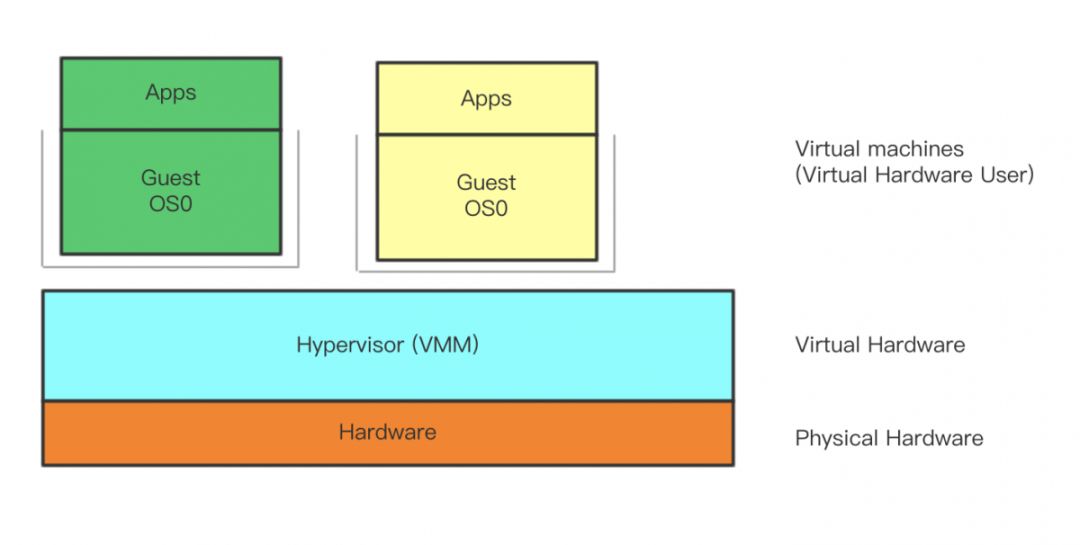 Apps
Guest
OS0
Apps
Guest
OS0
Virtual machines
(Virtual Hardware User)
Hypervisor (VMM)
Virtual Hardware
Hardware
Physical Hardware